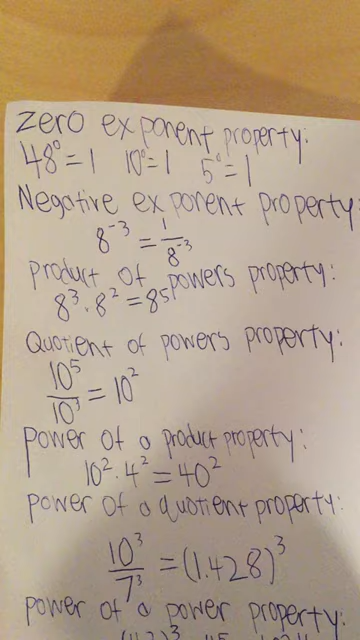 Zero exponent property:
48⁰ = 1 10⁰ = 1 5⁰ = 1
Negative exponent property:
8⁻³ = 1/8⁻³
product of powers property:
8³ · 8² = 8⁵
Quotient of powers property:
10⁵/10³ = 10²
power of a product property:
10² · 4² = 40²
power of a quotient property:
10³/7³ = (1.428)³
power of a power property: